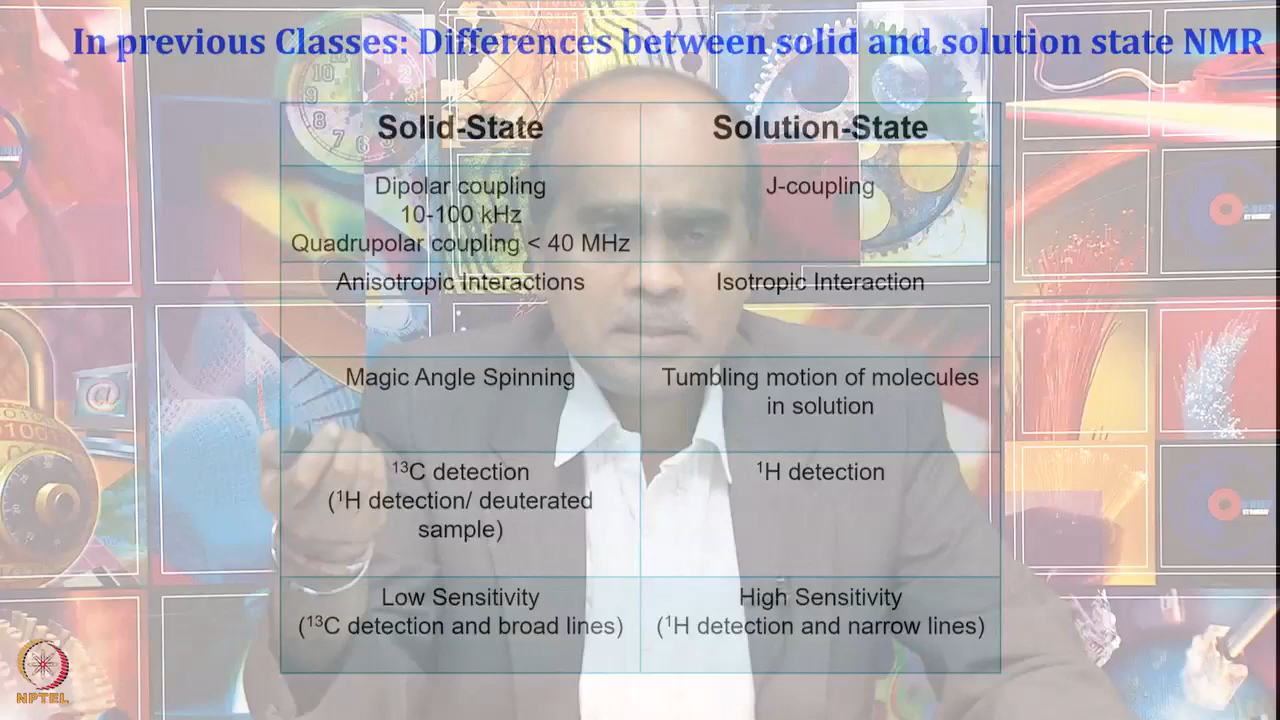 In previous Classes: Differences between solid and solution state NMR
Solid-State
Solution-State
Dipolar coupling
10-100 kHz
Quadrupolar coupling < 40 MHz
J-coupling
Anisotropic Interactions
Isotropic Interaction
Magic Angle Spinning
Tumbling motion of molecules
in solution
¹³C detection
(¹H detection/ deuterated
sample)
¹H detection
Low Sensitivity
(¹³C detection and broad lines)
High Sensitivity
(¹H detection and narrow lines)
NPTEL